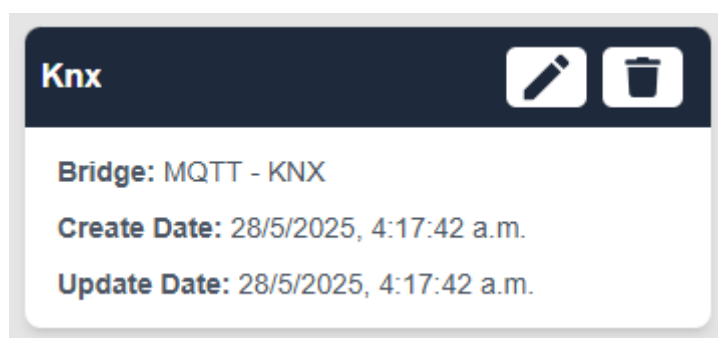 Knx
Bridge: MQTT - KNX
Create Date: 28/5/2025, 4:17:42 a.m.
Update Date: 28/5/2025, 4:17:42 a.m.